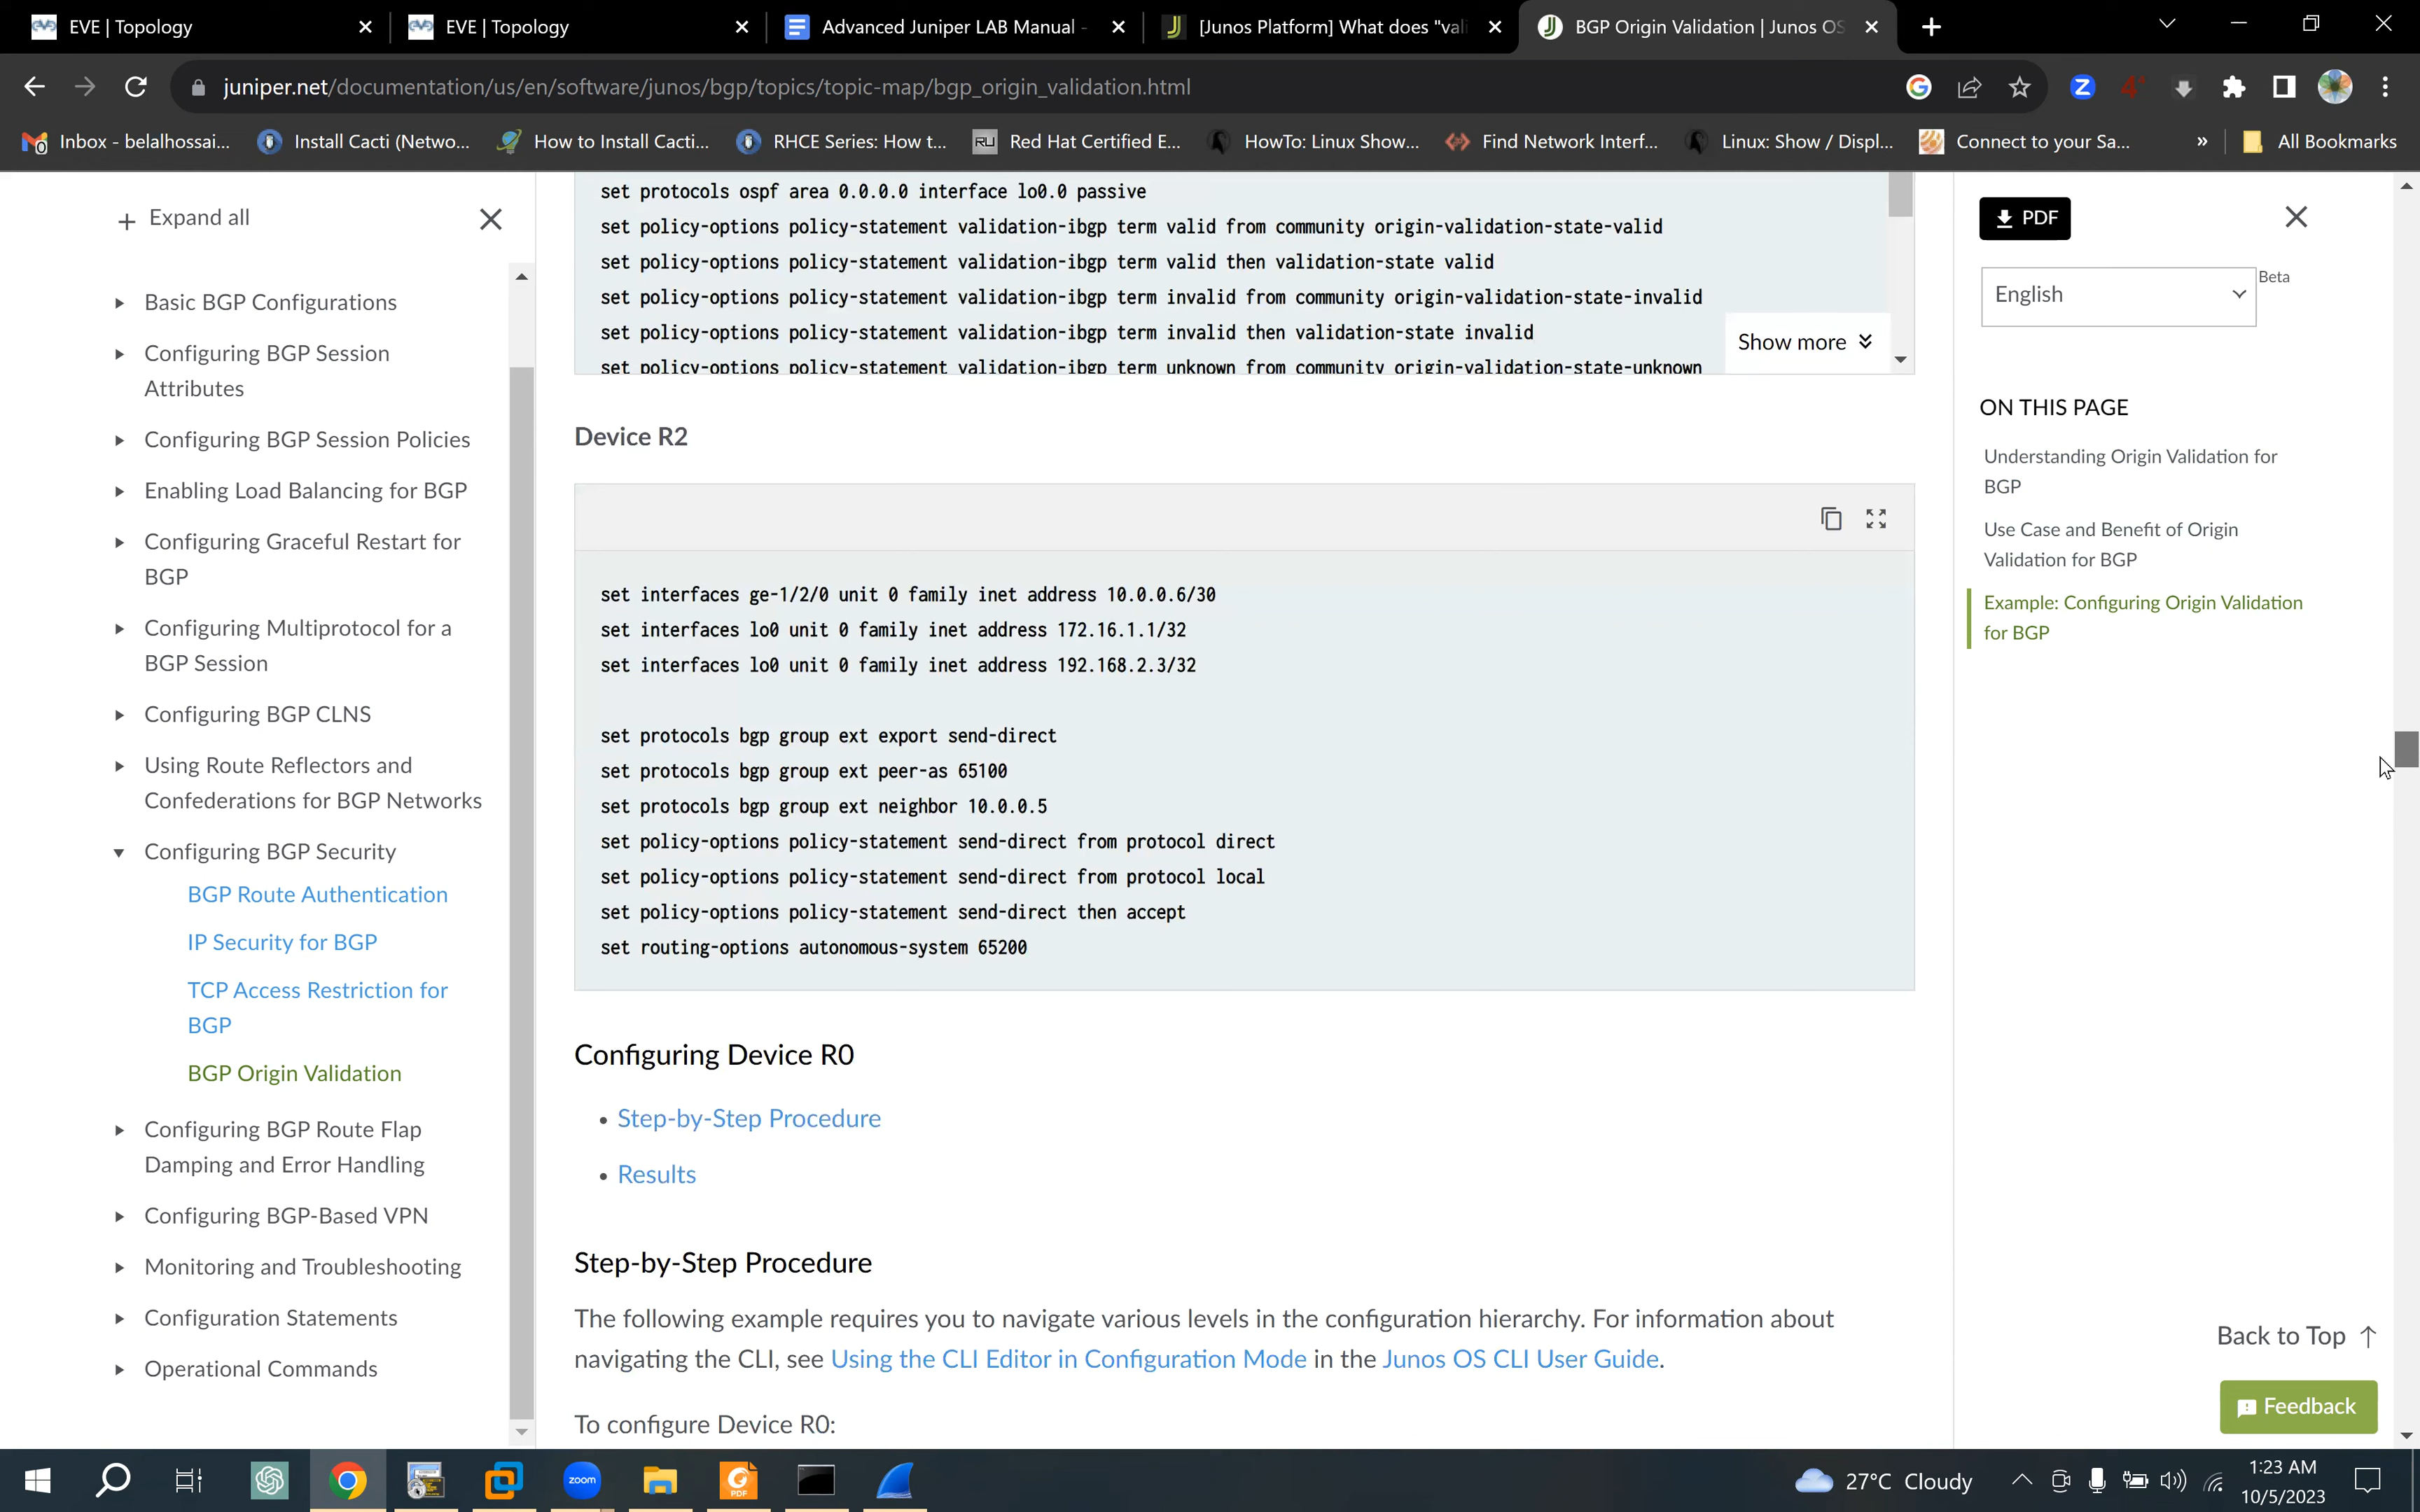 EVE | Topology
EVE | Topology
Advanced Juniper LAB Manual -
[Junos Platform] What does "vali
BGP Origin Validation | Junos OS
juniper.net/documentation/us/en/software/junos/bgp/topics/topic-map/bgp_origin_validation.html
Inbox - belalhossai...
Install Cacti (Netwo...
How to Install Cacti...
RHCE Series: How t...
RU
Red Hat Certified E...
HowTo: Linux Show...
Find Network Interf...
Linux: Show / Displ...
Connect to your Sa...
»
All Bookmarks
+ Expand all
Basic BGP Configurations
Configuring BGP Session
Attributes
Configuring BGP Session Policies
Enabling Load Balancing for BGP
Configuring Graceful Restart for
BGP
Configuring Multiprotocol for a
BGP Session
Configuring BGP CLNS
Using Route Reflectors and
Confederations for BGP Networks
Configuring BGP Security
BGP Route Authentication
IP Security for BGP
TCP Access Restriction for
BGP
BGP Origin Validation
Configuring BGP Route Flap
Damping and Error Handling
Configuring BGP-Based VPN
Monitoring and Troubleshooting
Configuration Statements
Operational Commands
set protocols ospf area 0.0.0.0 interface lo0.0 passive
set policy-options policy-statement validation-ibgp term valid from community origin-validation-state-valid
set policy-options policy-statement validation-ibgp term valid then validation-state valid
set policy-options policy-statement validation-ibgp term invalid from community origin-validation-state-invalid
set policy-options policy-statement validation-ibgp term invalid then validation-state invalid
set policy-options policy-statement validation-ibgp term unknown from community origin-validation-state-unknown
Show more
Device R2
set interfaces ge-1/2/0 unit 0 family inet address 10.0.0.6/30
set interfaces lo0 unit 0 family inet address 172.16.1.1/32
set interfaces lo0 unit 0 family inet address 192.168.2.3/32
set protocols bgp group ext export send-direct
set protocols bgp group ext peer-as 65100
set protocols bgp group ext neighbor 10.0.0.5
set policy-options policy-statement send-direct from protocol direct
set policy-options policy-statement send-direct from protocol local
set policy-options policy-statement send-direct then accept
set routing-options autonomous-system 65200
Configuring Device R0
• Step-by-Step Procedure
• Results
Step-by-Step Procedure
The following example requires you to navigate various levels in the configuration hierarchy. For information about
navigating the CLI, see Using the CLI Editor in Configuration Mode in the Junos OS CLI User Guide.
To configure Device R0:
PDF
English
Beta
ON THIS PAGE
Understanding Origin Validation for
BGP
Use Case and Benefit of Origin
Validation for BGP
Example: Configuring Origin Validation
for BGP
Back to Top ↑
Feedback
zoom
PDF
27°C Cloudy
1:23 AM
10/5/2023